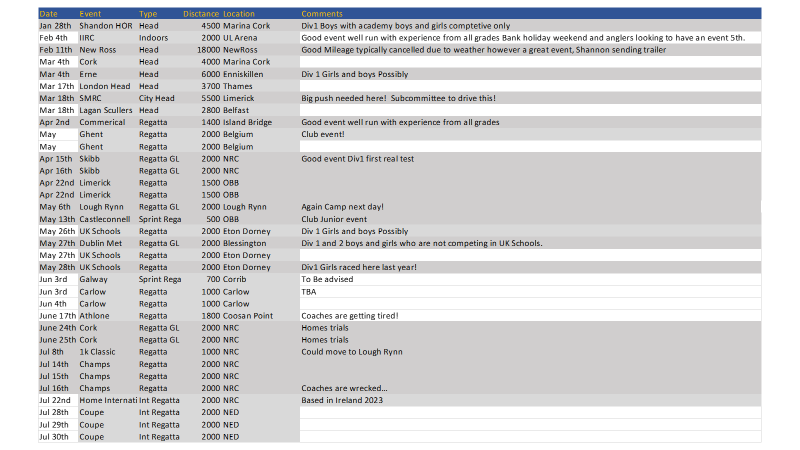 Date Event Type Disctance Location Comments
Jan 28th Shandon HOR Head 4500 Marina Cork Div1 Boys with academy boys and girls comptetive only
Feb 4th IIRC Indoors 2000 UL Arena Good event well run with experience from all grades Bank holiday weekend and anglers looking to have an event 5th.
Feb 11th New Ross Head 18000 NewRoss Good Mileage typically cancelled due to weather however a great event, Shannon sending trailer
Mar 4th Cork Head 4000 Marina Cork
Mar 4th Erne Head 6000 Enniskillen Div 1 Girls and boys Possibly
Mar 17th London Head Head 3700 Thames
Mar 18th SMRC City Head 5500 Limerick Big push needed here! Subcommittee to drive this!
Mar 18th Lagan Scullers Head 2800 Belfast
Apr 2nd Commerical Regatta 1400 Island Bridge Good event well run with experience from all grades
May Ghent Regatta 2000 Belgium Club event!
May Ghent Regatta 2000 Belgium
Apr 15th Skibb Regatta GL 2000 NRC Good event Div1 first real test
Apr 16th Skibb Regatta GL 2000 NRC
Apr 22nd Limerick Regatta 1500 OBB
Apr 22nd Limerick Regatta 1500 OBB
May 6th Lough Rynn Regatta GL 2000 Lough Rynn Again Camp next day!
May 13th Castleconnell Sprint Rega 500 OBB Club Junior event
May 26th UK Schools Regatta 2000 Eton Dorney Div 1 Girls and boys Possibly
May 27th Dublin Met Regatta GL 2000 Blessington Div 1 and 2 boys and girls who are not competing in UK Schools.
May 27th UK Schools Regatta 2000 Eton Dorney
May 28th UK Schools Regatta 2000 Eton Dorney Div1 Girls raced here last year!
Jun 3rd Galway Sprint Rega 700 Corrib To Be advised
Jun 3rd Carlow Regatta 1000 Carlow TBA
Jun 4th Carlow Regatta 1000 Carlow
June 17th Athlone Regatta 1800 Coosan Point Coaches are getting tired!
June 24th Cork Regatta GL 2000 NRC Homes trials
June 25th Cork Regatta GL 2000 NRC Homes trials
Jul 8th 1k Classic Regatta 1000 NRC Could move to Lough Rynn
Jul 14th Champs Regatta 2000 NRC
Jul 15th Champs Regatta 2000 NRC
Jul 16th Champs Regatta 2000 NRC Coaches are wrecked...
Jul 22nd Home Internati Int Regatta 2000 NRC Based in Ireland 2023
Jul 28th Coupe Int Regatta 2000 NED
Jul 29th Coupe Int Regatta 2000 NED
Jul 30th Coupe Int Regatta 2000 NED